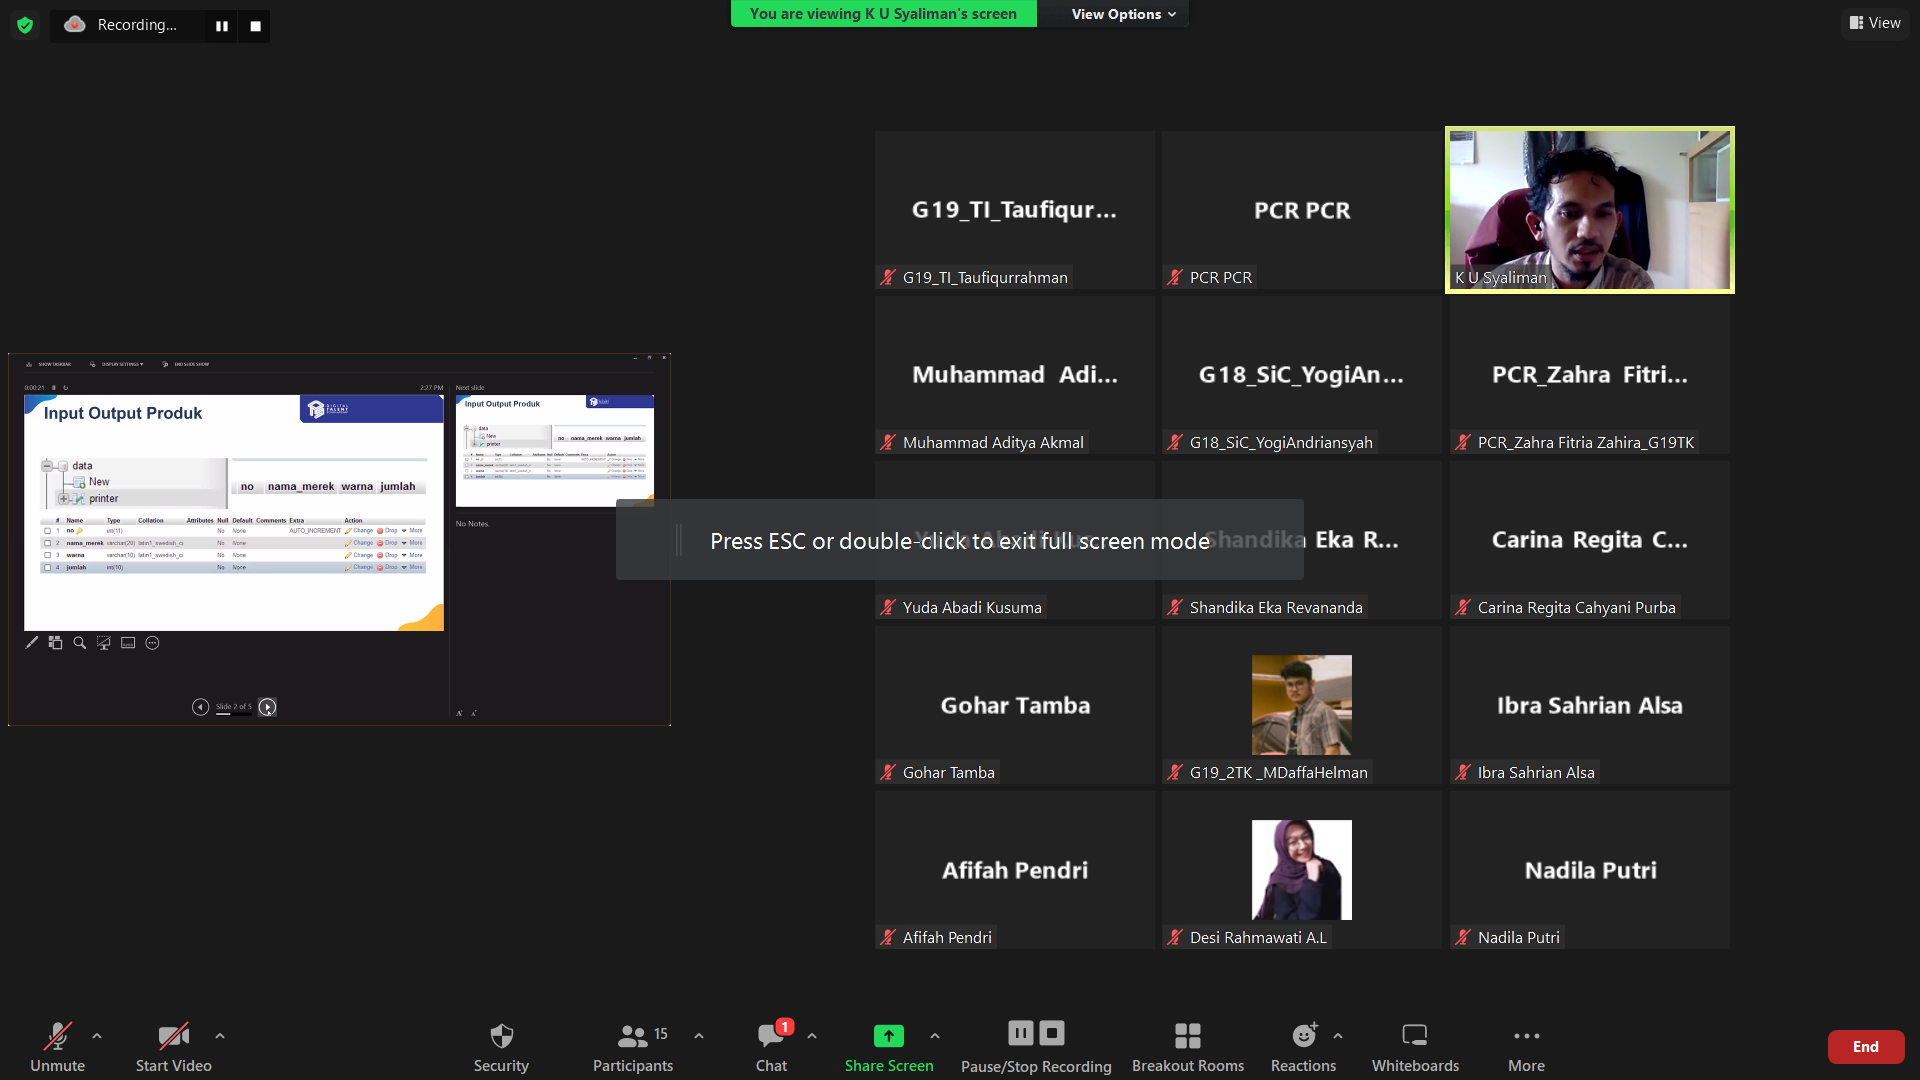 Recording...
You are viewing K U Syaliman's screen
View Options
View
G19_TI_Taufiqur...
G19_TI_Taufiqurrahman
PCR PCR
PCR PCR
K U Syaliman
Muhammad Adi...
Muhammad Aditya Akmal
G18_SiC_YogiAn...
G18_SiC_YogiAndriansyah
PCR_Zahra Fitri...
PCR_Zahra Fitria Zahira_G19TK
Press ESC or double-click to exit full screen mode
Yuda Abadi Kusuma
Shandika Eka R...
Shandika Eka Revananda
Carina Regita C...
Carina Regita Cahyani Purba
Gohar Tamba
Gohar Tamba
G19_2TK _MDaffaHelman
Ibra Sahrian Alsa
Ibra Sahrian Alsa
Afifah Pendri
Afifah Pendri
Desi Rahmawati A.L
Nadila Putri
Nadila Putri
SHOW TASKBAR
DISPLAY SETTINGS
END SLIDE SHOW
0:00:21
2:27 PM
Next slide
Input Output Produk
DIGITAL
TALENT
data
New
printer
no nama_merek warna jumlah
# Name Type Collation Attributes Null Default Comments Extra Action
1 no int(11) No None AUTO_INCREMENT Change Drop More
2 nama_merek varchar(20) latin1_swedish_ci No None Change Drop More
3 warna varchar(10) latin1_swedish_ci No None Change Drop More
4 jumlah int(10) No None Change Drop More
Input Output Produk
data
New
printer
no nama_merek warna jumlah
No Notes.
Slide 2 of 5
Unmute
Start Video
Security
Participants
15
Chat
1
Share Screen
Pause/Stop Recording
Breakout Rooms
Reactions
Whiteboards
More
End